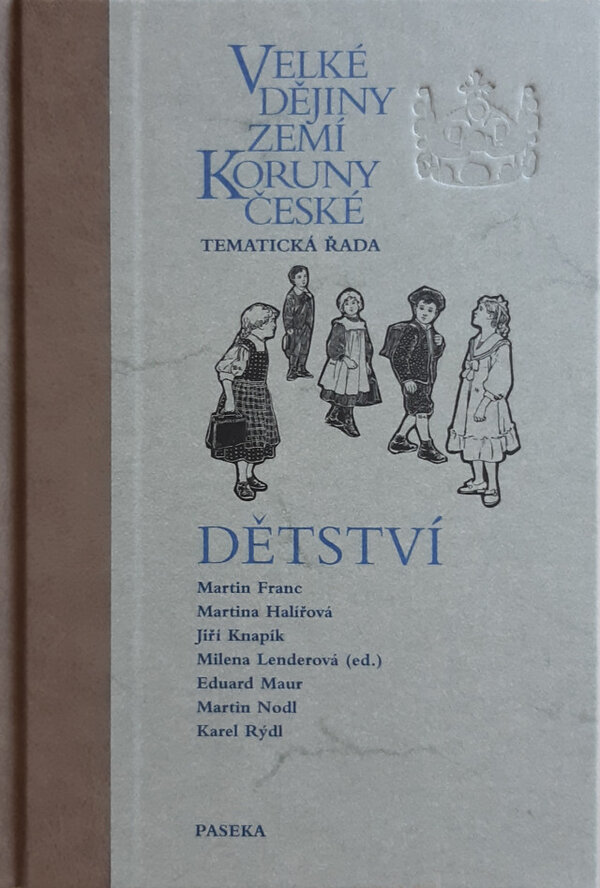 VELKÉ
DĚJINY
ZEMÍ
KORUNY
ČESKÉ
TEMATICKÁ ŘADA
DĚTSTVÍ
Martin Franc
Martina Halířová
Jiří Knapík
Milena Lenderová (ed.)
Eduard Maur
Martin Nodl
Karel Rýdl
PASEKA